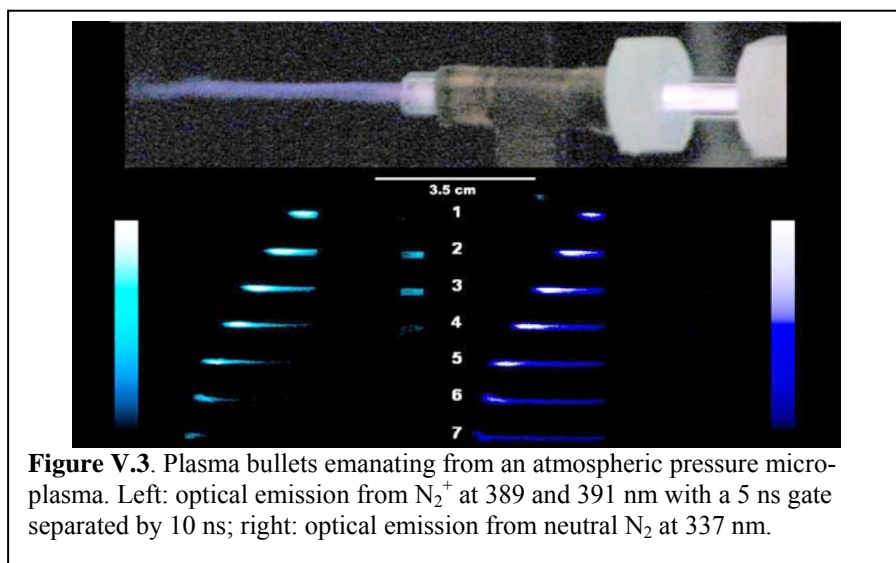 3.5 cm
1
2
3
4
5
6
7
Figure V.3. Plasma bullets emanating from an atmospheric pressure micro-
plasma. Left: optical emission from N₂⁺ at 389 and 391 nm with a 5 ns gate
separated by 10 ns; right: optical emission from neutral N₂ at 337 nm.